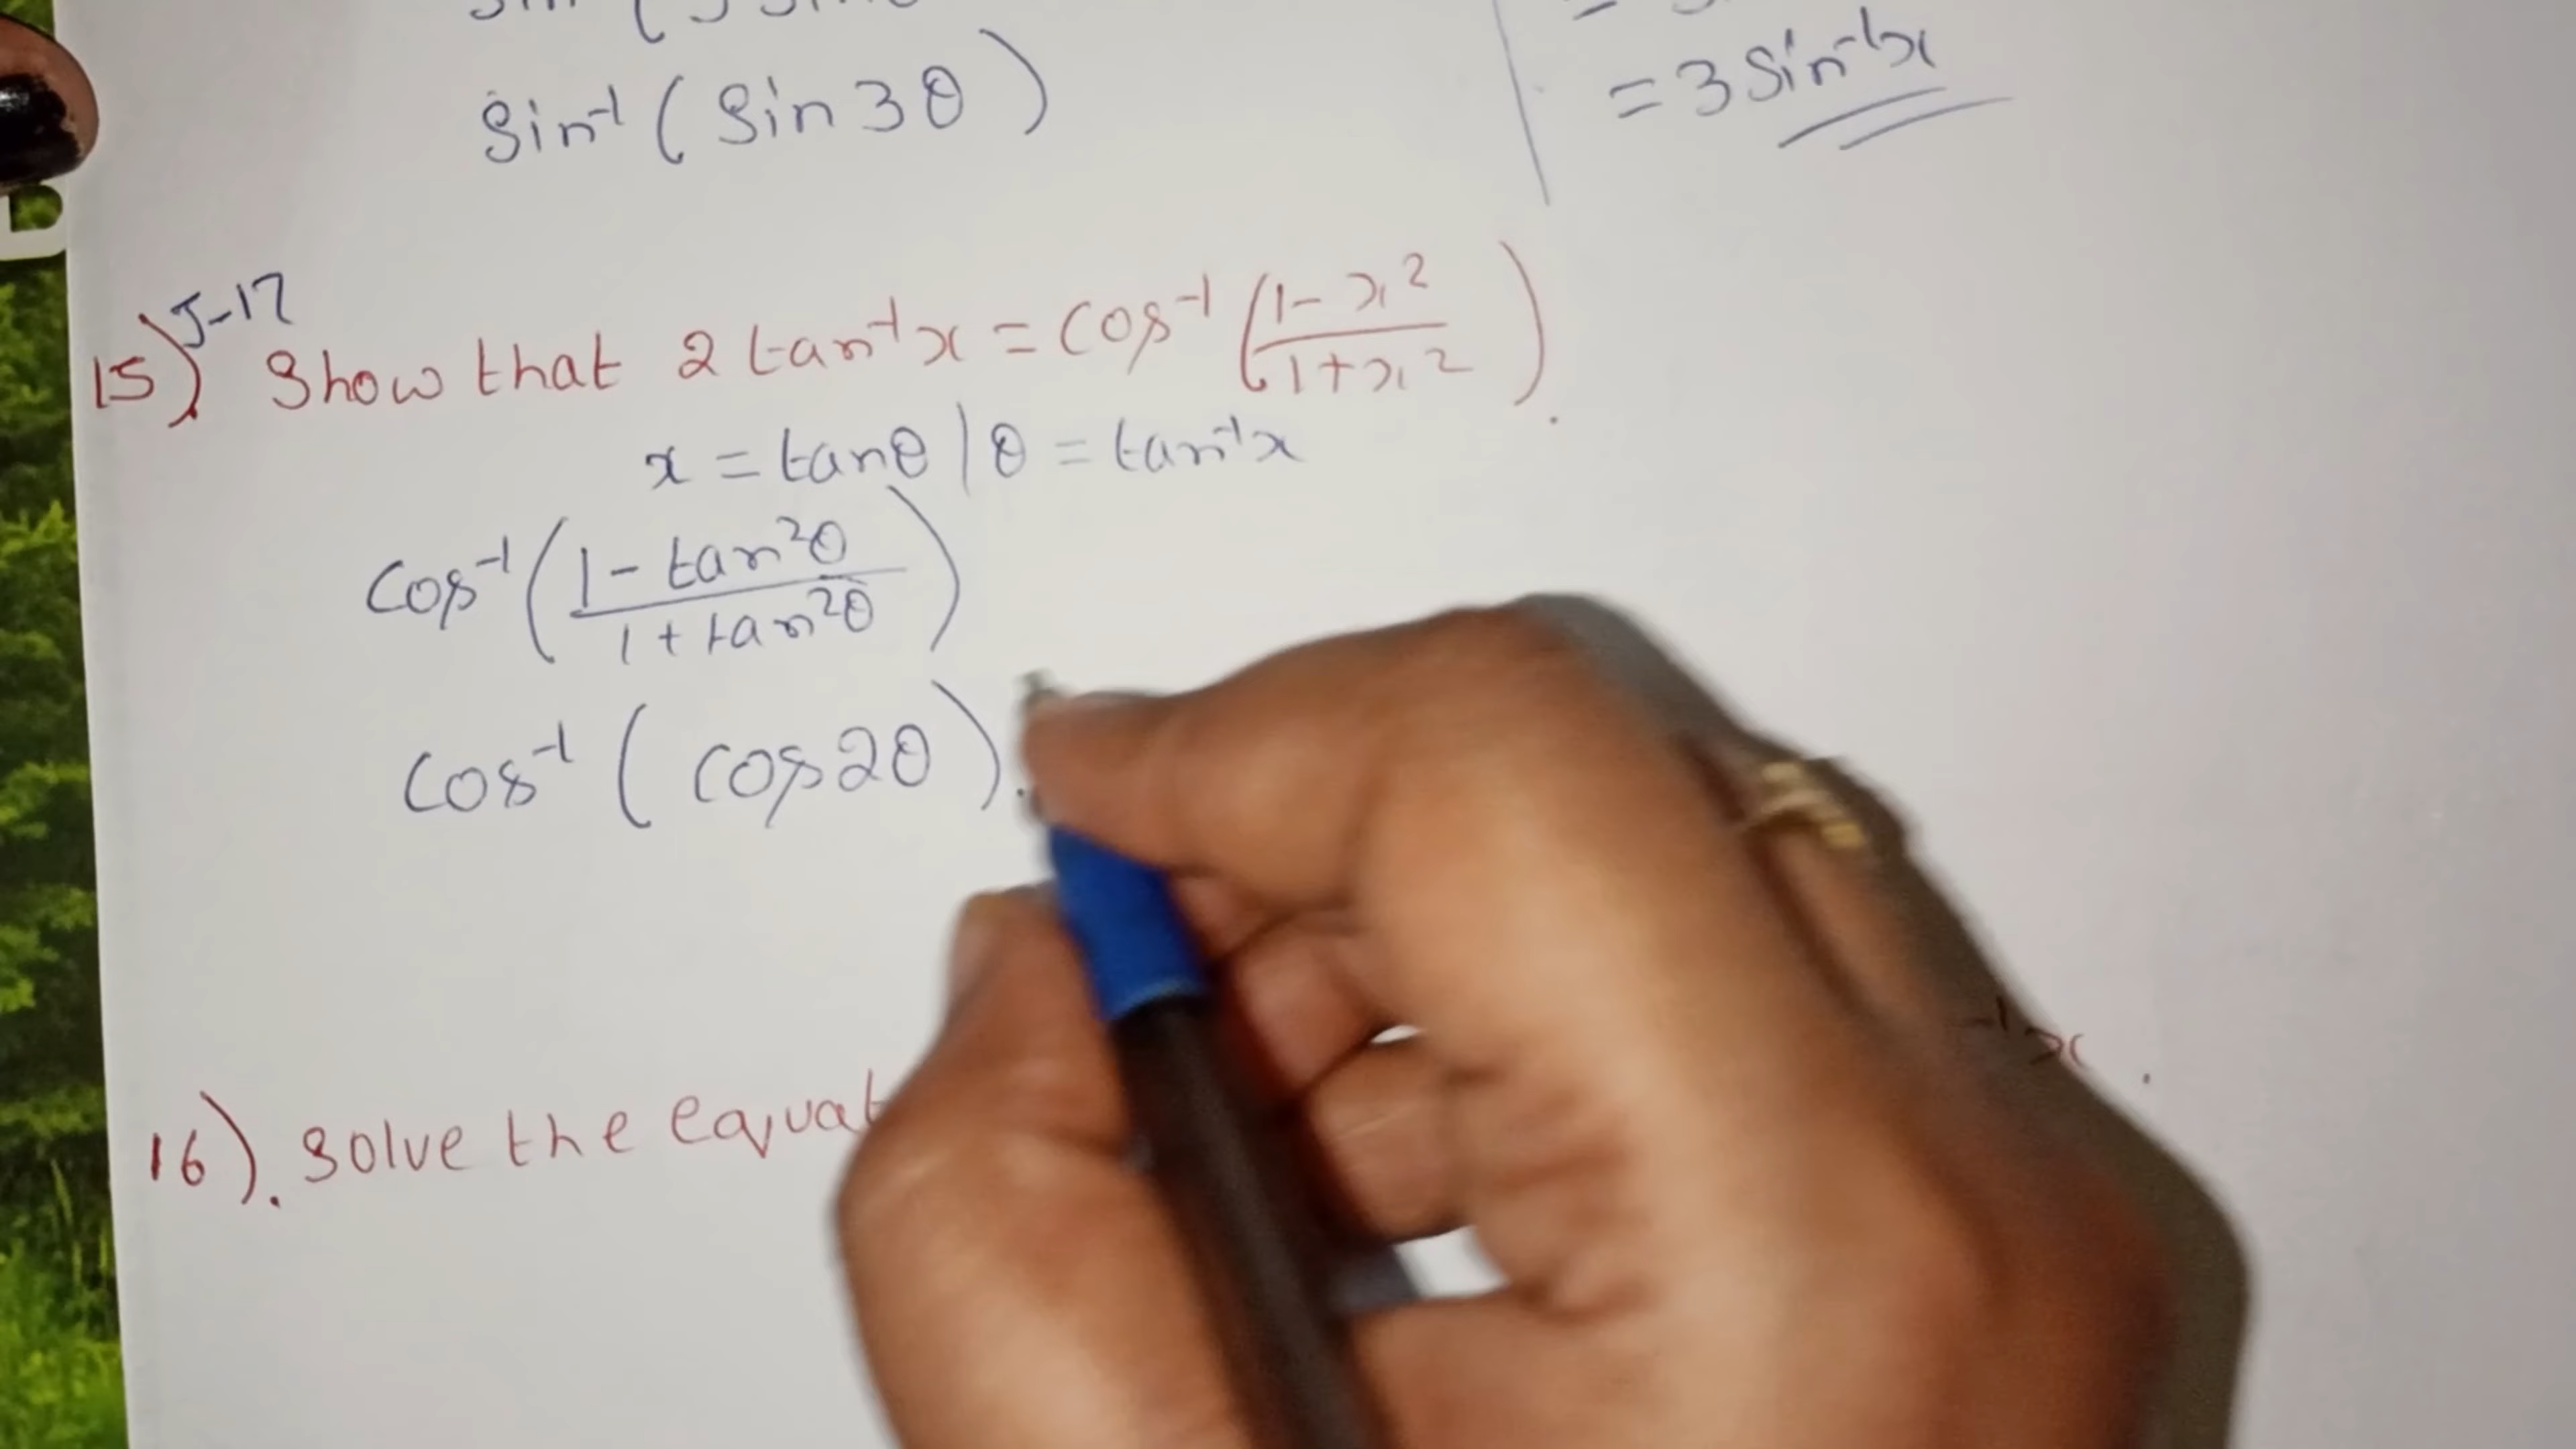 = 3 sin⁻¹x
sin⁻¹ ( sin 3θ )
J-17
15). Show that 2 tan⁻¹x = cos⁻¹ ( (1 - x²) / (1 + x²) ).
x = tanθ | θ = tan⁻¹x
cos⁻¹ ( (1 - tan²θ) / (1 + tan²θ) )
cos⁻¹ ( cos 2θ )
16). Solve the
⁻¹x .